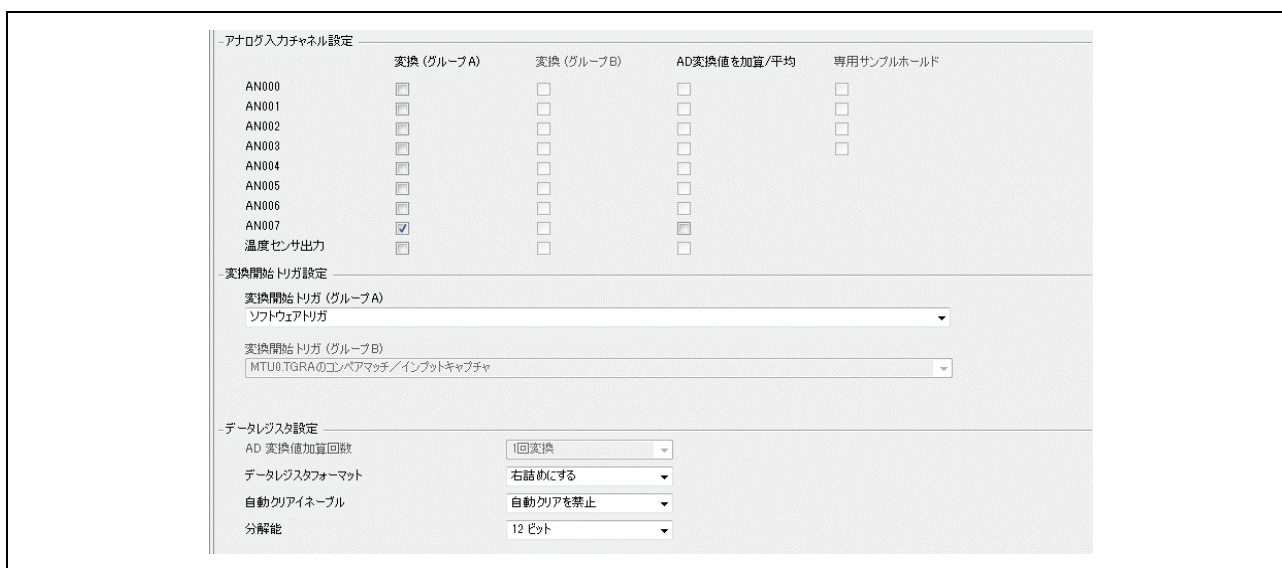 アナログ入力チャネル設定
変換 (グループA) 変換 (グループB) AD変換値を加算/平均 専用サンプルホールド
AN000
AN001
AN002
AN003
AN004
AN005
AN006
AN007
温度センサ出力
変換開始トリガ設定
変換開始トリガ (グループA)
ソフトウェアトリガ
変換開始トリガ (グループB)
MTU0.TGRAのコンペアマッチ/インプットキャプチャ
データレジスタ設定
AD 変換値加算回数 1回変換
データレジスタフォーマット 右詰めにする
自動クリアイネーブル 自動クリアを禁止
分解能 12 ビット